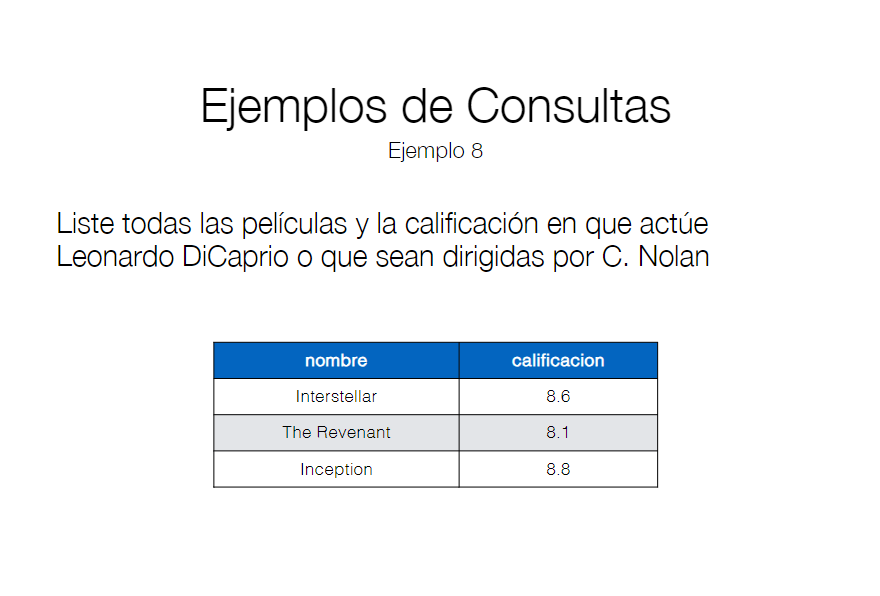 Ejemplos de Consultas
Ejemplo 8
Liste todas las películas y la calificación en que actúe
Leonardo DiCaprio o que sean dirigidas por C. Nolan
nombre calificacion
Interstellar 8.6
The Revenant 8.1
Inception 8.8